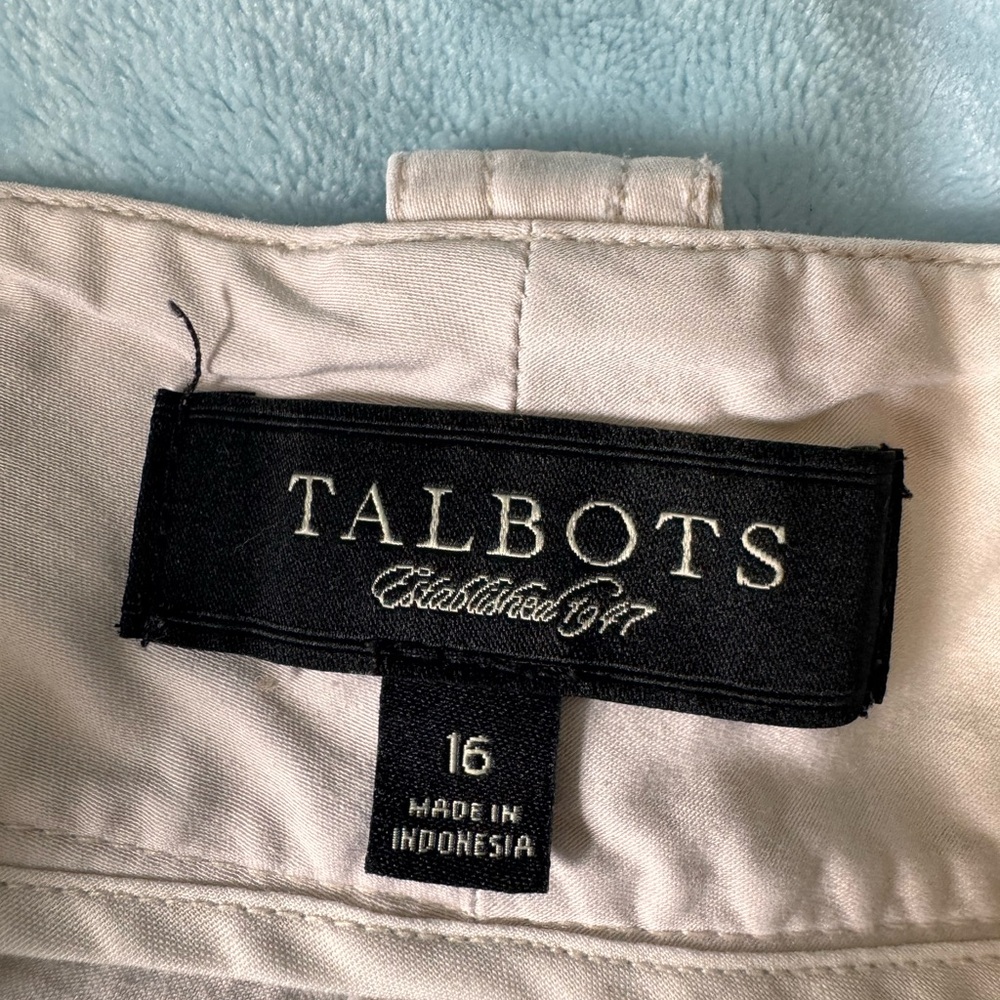 TALBOTS
Established 1947
16
MADE IN
INDONESIA